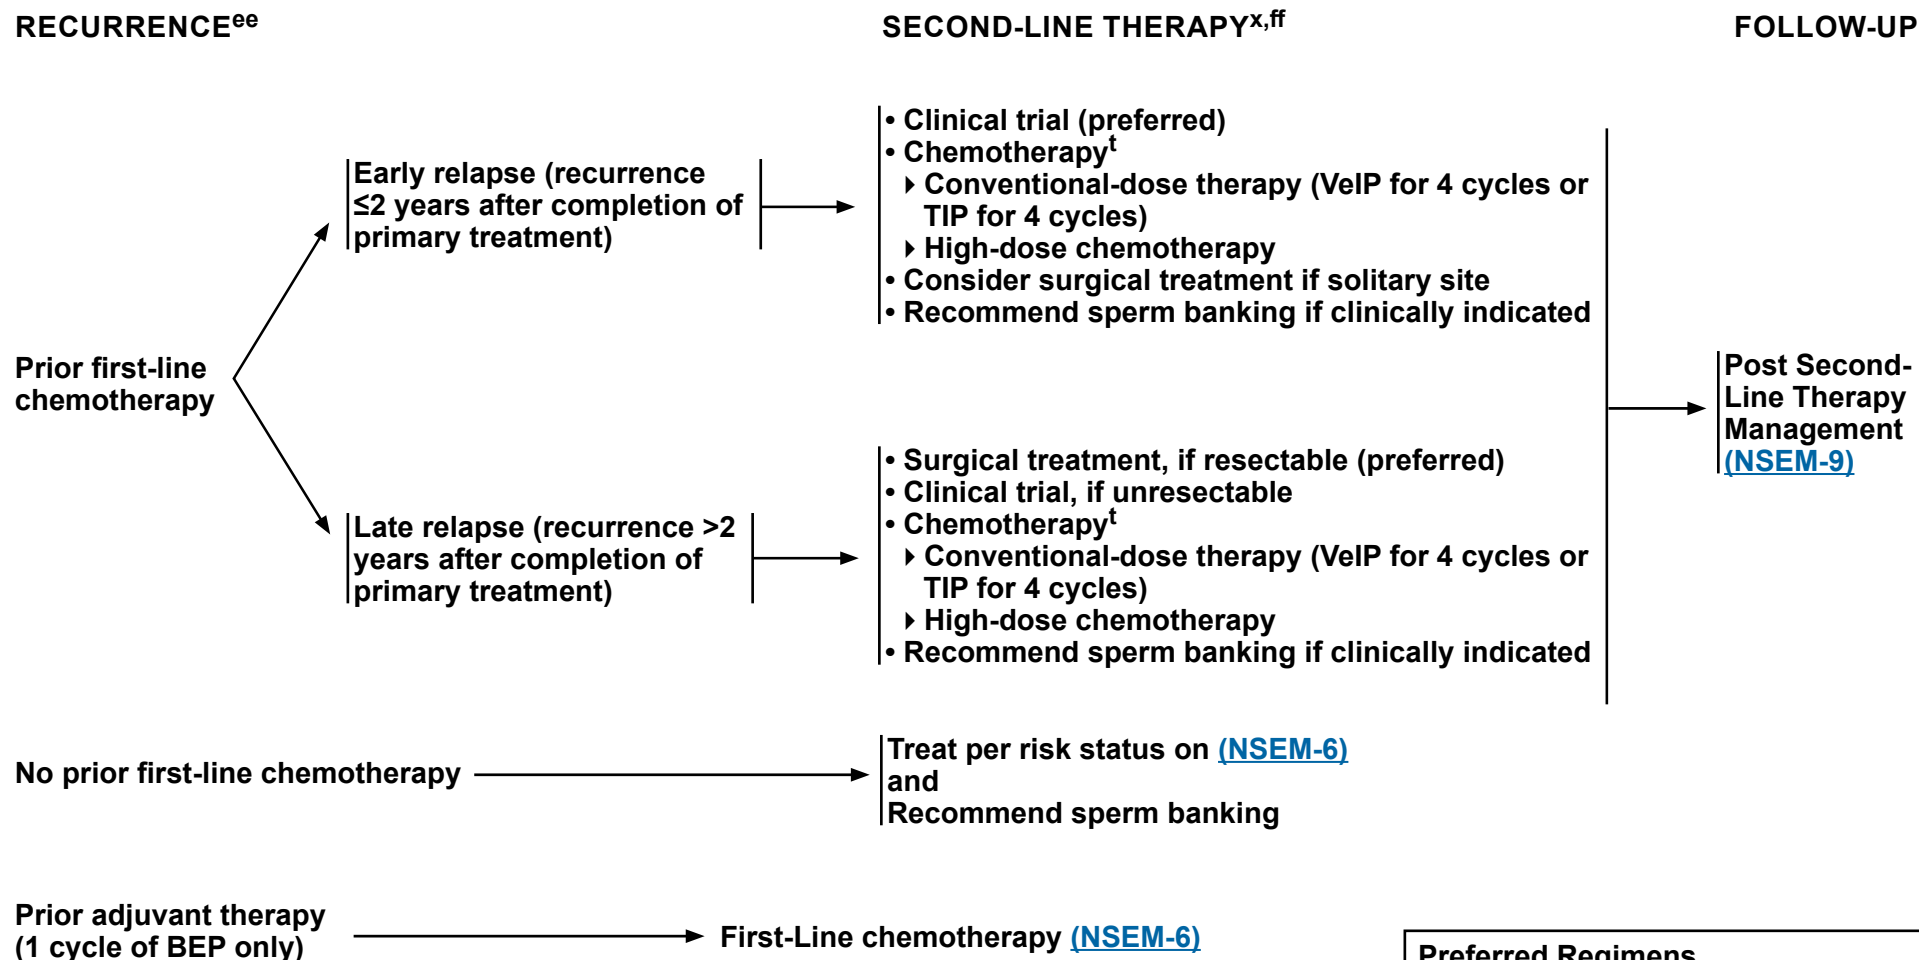 RECURRENCEee
SECOND-LINE THERAPYx,ff
FOLLOW-UP
Prior first-line
chemotherapy
Early relapse (recurrence
≤2 years after completion of
primary treatment)
• Clinical trial (preferred)
• Chemotherapyt
▸ Conventional-dose therapy (VeIP for 4 cycles or
TIP for 4 cycles)
▸ High-dose chemotherapy
• Consider surgical treatment if solitary site
• Recommend sperm banking if clinically indicated
Late relapse (recurrence >2
years after completion of
primary treatment)
• Surgical treatment, if resectable (preferred)
• Clinical trial, if unresectable
• Chemotherapyt
▸ Conventional-dose therapy (VeIP for 4 cycles or
TIP for 4 cycles)
▸ High-dose chemotherapy
• Recommend sperm banking if clinically indicated
Post Second-
Line Therapy
Management
(NSEM-9)
No prior first-line chemotherapy
Treat per risk status on (NSEM-6)
and
Recommend sperm banking
Prior adjuvant therapy
(1 cycle of BEP only)
First-Line chemotherapy (NSEM-6)
Preferred Regimens